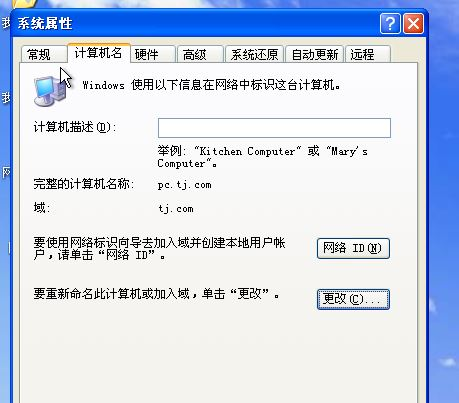 系统属性
常规 计算机名 硬件 高级 系统还原 自动更新 远程
Windows 使用以下信息在网络中标识这台计算机。
计算机描述(D):
举例: "Kitchen Computer" 或 "Mary's
Computer"。
完整的计算机名称: pc.tj.com
域: tj.com
要使用网络标识向导去加入域并创建本地用户帐
户，请单击“网络 ID”。
网络 ID(N)
要重新命名此计算机或加入域，单击“更改”。
更改(C)...